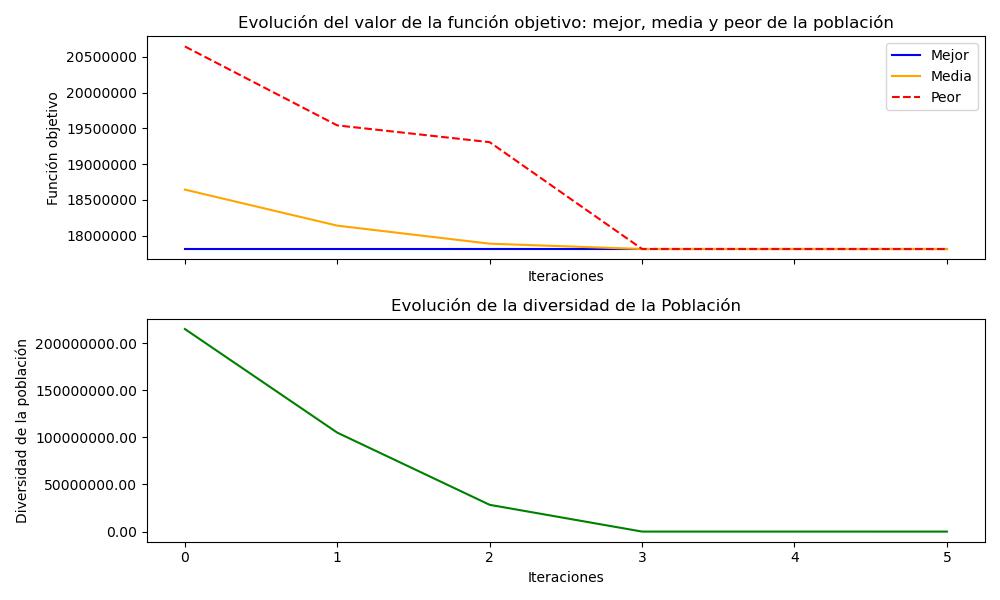 Evolución del valor de la función objetivo: mejor, media y peor de la población
Función objetivo
20500000
20000000
19500000
19000000
18500000
18000000
Mejor
Media
Peor
Iteraciones
Evolución de la diversidad de la Población
Diversidad de la población
200000000.00
150000000.00
100000000.00
50000000.00
0.00
0 1 2 3 4 5
Iteraciones